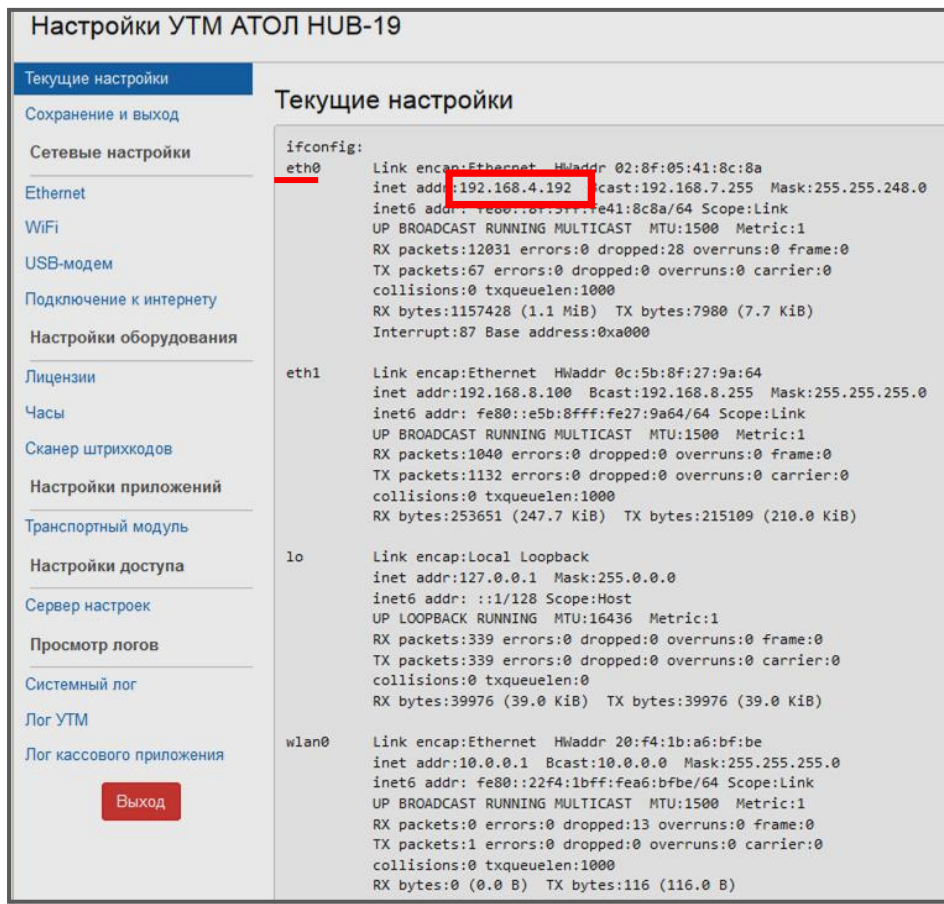 Настройки УТМ АТОЛ HUB-19
Текущие настройки
Сохранение и выход
Сетевые настройки
Ethernet
WiFi
USB-модем
Подключение к интернету
Настройки оборудования
Лицензии
Часы
Сканер штрихкодов
Настройки приложений
Транспортный модуль
Настройки доступа
Сервер настроек
Просмотр логов
Системный лог
Лог УТМ
Лог кассового приложения
Выход
Текущие настройки
ifconfig:
eth0 Link encap:Ethernet HWaddr 02:8f:05:41:8c:8a
inet addr:192.168.4.192 Bcast:192.168.7.255 Mask:255.255.248.0
inet6 addr: fe80::8f:5ff:fe41:8c8a/64 Scope:Link
UP BROADCAST RUNNING MULTICAST MTU:1500 Metric:1
RX packets:12031 errors:0 dropped:28 overruns:0 frame:0
TX packets:67 errors:0 dropped:0 overruns:0 carrier:0
collisions:0 txqueuelen:1000
RX bytes:1157428 (1.1 MiB) TX bytes:7980 (7.7 KiB)
Interrupt:87 Base address:0xa000
eth1 Link encap:Ethernet HWaddr 0c:5b:8f:27:9a:64
inet addr:192.168.8.100 Bcast:192.168.8.255 Mask:255.255.255.0
inet6 addr: fe80::e5b:8fff:fe27:9a64/64 Scope:Link
UP BROADCAST RUNNING MULTICAST MTU:1500 Metric:1
RX packets:1040 errors:0 dropped:0 overruns:0 frame:0
TX packets:1132 errors:0 dropped:0 overruns:0 carrier:0
collisions:0 txqueuelen:1000
RX bytes:253651 (247.7 KiB) TX bytes:215109 (210.0 KiB)
lo Link encap:Local Loopback
inet addr:127.0.0.1 Mask:255.0.0.0
inet6 addr: ::1/128 Scope:Host
UP LOOPBACK RUNNING MTU:16436 Metric:1
RX packets:339 errors:0 dropped:0 overruns:0 frame:0
TX packets:339 errors:0 dropped:0 overruns:0 carrier:0
collisions:0 txqueuelen:0
RX bytes:39976 (39.0 KiB) TX bytes:39976 (39.0 KiB)
wlan0 Link encap:Ethernet HWaddr 20:f4:1b:a6:bf:be
inet addr:10.0.0.1 Bcast:10.0.0.0 Mask:255.255.255.0
inet6 addr: fe80::22f4:1bff:fea6:bfbe/64 Scope:Link
UP BROADCAST RUNNING MULTICAST MTU:1500 Metric:1
RX packets:0 errors:0 dropped:13 overruns:0 frame:0
TX packets:1 errors:0 dropped:0 overruns:0 carrier:0
collisions:0 txqueuelen:1000
RX bytes:0 (0.0 B) TX bytes:116 (116.0 B)